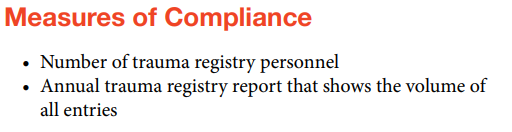 Measures of Compliance
• Number of trauma registry personnel
• Annual trauma registry report that shows the volume of
all entries